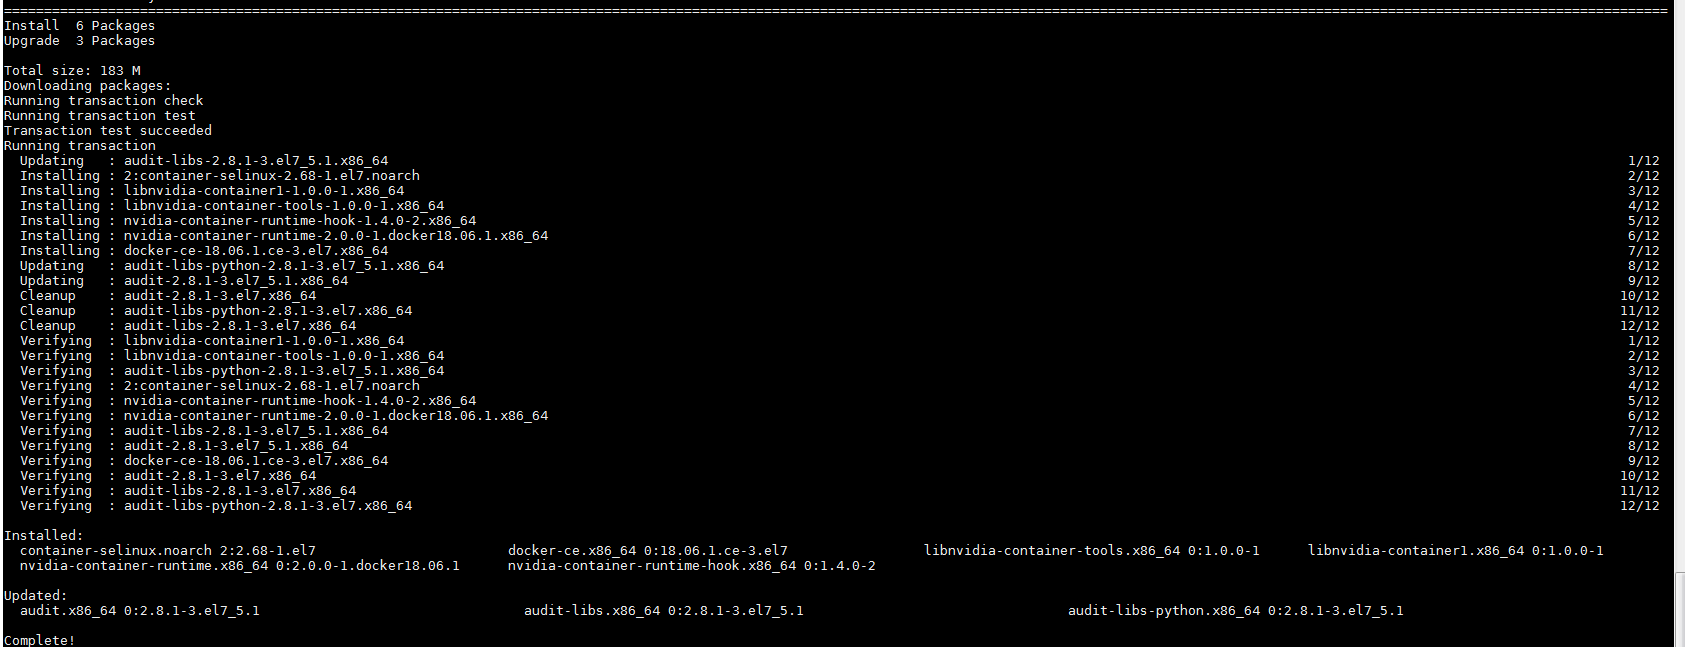 ================================================================================================================================================================================================================
Install  6 Packages
Upgrade  3 Packages
Total size: 183 M
Downloading packages:
Running transaction check
Running transaction test
Transaction test succeeded
Running transaction
  Updating   : audit-libs-2.8.1-3.el7_5.1.x86_64 1/12
  Installing : 2:container-selinux-2.68-1.el7.noarch 2/12
  Installing : libnvidia-container1-1.0.0-1.x86_64 3/12
  Installing : libnvidia-container-tools-1.0.0-1.x86_64 4/12
  Installing : nvidia-container-runtime-hook-1.4.0-2.x86_64 5/12
  Installing : nvidia-container-runtime-2.0.0-1.docker18.06.1.x86_64 6/12
  Installing : docker-ce-18.06.1.ce-3.el7.x86_64 7/12
  Updating   : audit-libs-python-2.8.1-3.el7_5.1.x86_64 8/12
  Updating   : audit-2.8.1-3.el7_5.1.x86_64 9/12
  Cleanup    : audit-2.8.1-3.el7.x86_64 10/12
  Cleanup    : audit-libs-python-2.8.1-3.el7.x86_64 11/12
  Cleanup    : audit-libs-2.8.1-3.el7.x86_64 12/12
  Verifying  : libnvidia-container1-1.0.0-1.x86_64 1/12
  Verifying  : libnvidia-container-tools-1.0.0-1.x86_64 2/12
  Verifying  : audit-libs-python-2.8.1-3.el7_5.1.x86_64 3/12
  Verifying  : 2:container-selinux-2.68-1.el7.noarch 4/12
  Verifying  : nvidia-container-runtime-hook-1.4.0-2.x86_64 5/12
  Verifying  : nvidia-container-runtime-2.0.0-1.docker18.06.1.x86_64 6/12
  Verifying  : audit-libs-2.8.1-3.el7_5.1.x86_64 7/12
  Verifying  : audit-2.8.1-3.el7_5.1.x86_64 8/12
  Verifying  : docker-ce-18.06.1.ce-3.el7.x86_64 9/12
  Verifying  : audit-2.8.1-3.el7.x86_64 10/12
  Verifying  : audit-libs-2.8.1-3.el7.x86_64 11/12
  Verifying  : audit-libs-python-2.8.1-3.el7.x86_64 12/12
Installed:
  container-selinux.noarch 2:2.68-1.el7 docker-ce.x86_64 0:18.06.1.ce-3.el7 libnvidia-container-tools.x86_64 0:1.0.0-1 libnvidia-container1.x86_64 0:1.0.0-1
  nvidia-container-runtime.x86_64 0:2.0.0-1.docker18.06.1 nvidia-container-runtime-hook.x86_64 0:1.4.0-2
Updated:
  audit.x86_64 0:2.8.1-3.el7_5.1 audit-libs.x86_64 0:2.8.1-3.el7_5.1 audit-libs-python.x86_64 0:2.8.1-3.el7_5.1
Complete!